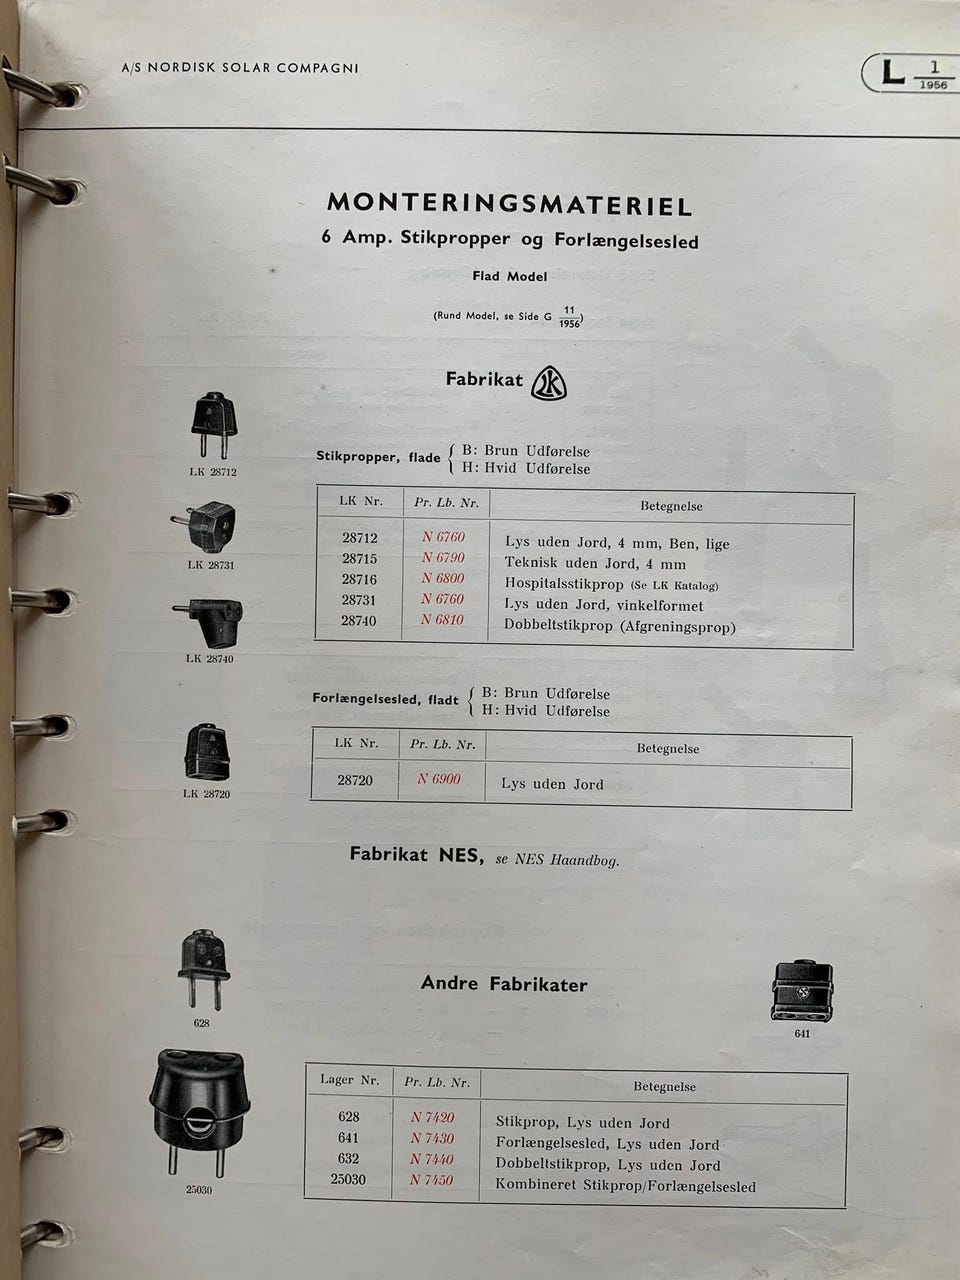 A/S NORDISK SOLAR COMPAGNI
L 1/1956
MONTERINGSMATERIEL
6 Amp. Stikpropper og Forlængelsesled
Flad Model
(Rund Model, se Side G 11/1956)
Fabrikat LK
LK 28712
LK 28731
LK 28740
Stikpropper, flade { B: Brun Udførelse
H: Hvid Udførelse
LK Nr. Pr. Lb. Nr. Betegnelse
28712 N 6760 Lys uden Jord, 4 mm, Ben, lige
28715 N 6790 Teknisk uden Jord, 4 mm
28716 N 6800 Hospitalsstikprop (Se LK Katalog)
28731 N 6760 Lys uden Jord, vinkelformet
28740 N 6810 Dobbeltstikprop (Afgreningsprop)
Forlængelsesled, fladt { B: Brun Udførelse
H: Hvid Udførelse
LK Nr. Pr. Lb. Nr. Betegnelse
28720 N 6900 Lys uden Jord
LK 28720
Fabrikat NES, se NES Haandbog.
628
Andre Fabrikater
641
25030
Lager Nr. Pr. Lb. Nr. Betegnelse
628 N 7420 Stikprop, Lys uden Jord
641 N 7430 Forlængelsesled, Lys uden Jord
632 N 7440 Dobbeltstikprop, Lys uden Jord
25030 N 7450 Kombineret Stikprop/Forlængelsesled